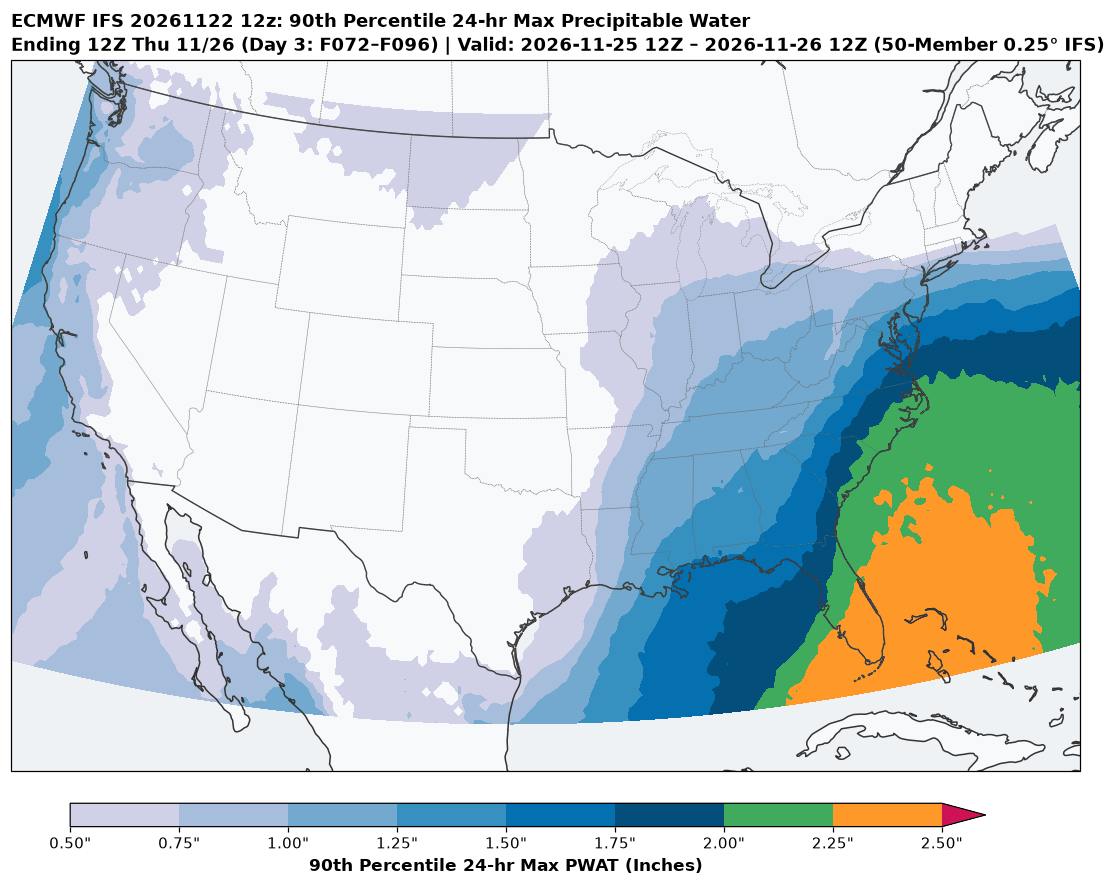 ECMWF IFS 20261122 12z: 90th Percentile 24-hr Max Precipitable Water
Ending 12Z Thu 11/26 (Day 3: F072–F096) | Valid: 2026-11-25 12Z – 2026-11-26 12Z (50-Member 0.25° IFS)
0.50" 0.75" 1.00" 1.25" 1.50" 1.75" 2.00" 2.25" 2.50"
90th Percentile 24-hr Max PWAT (Inches)